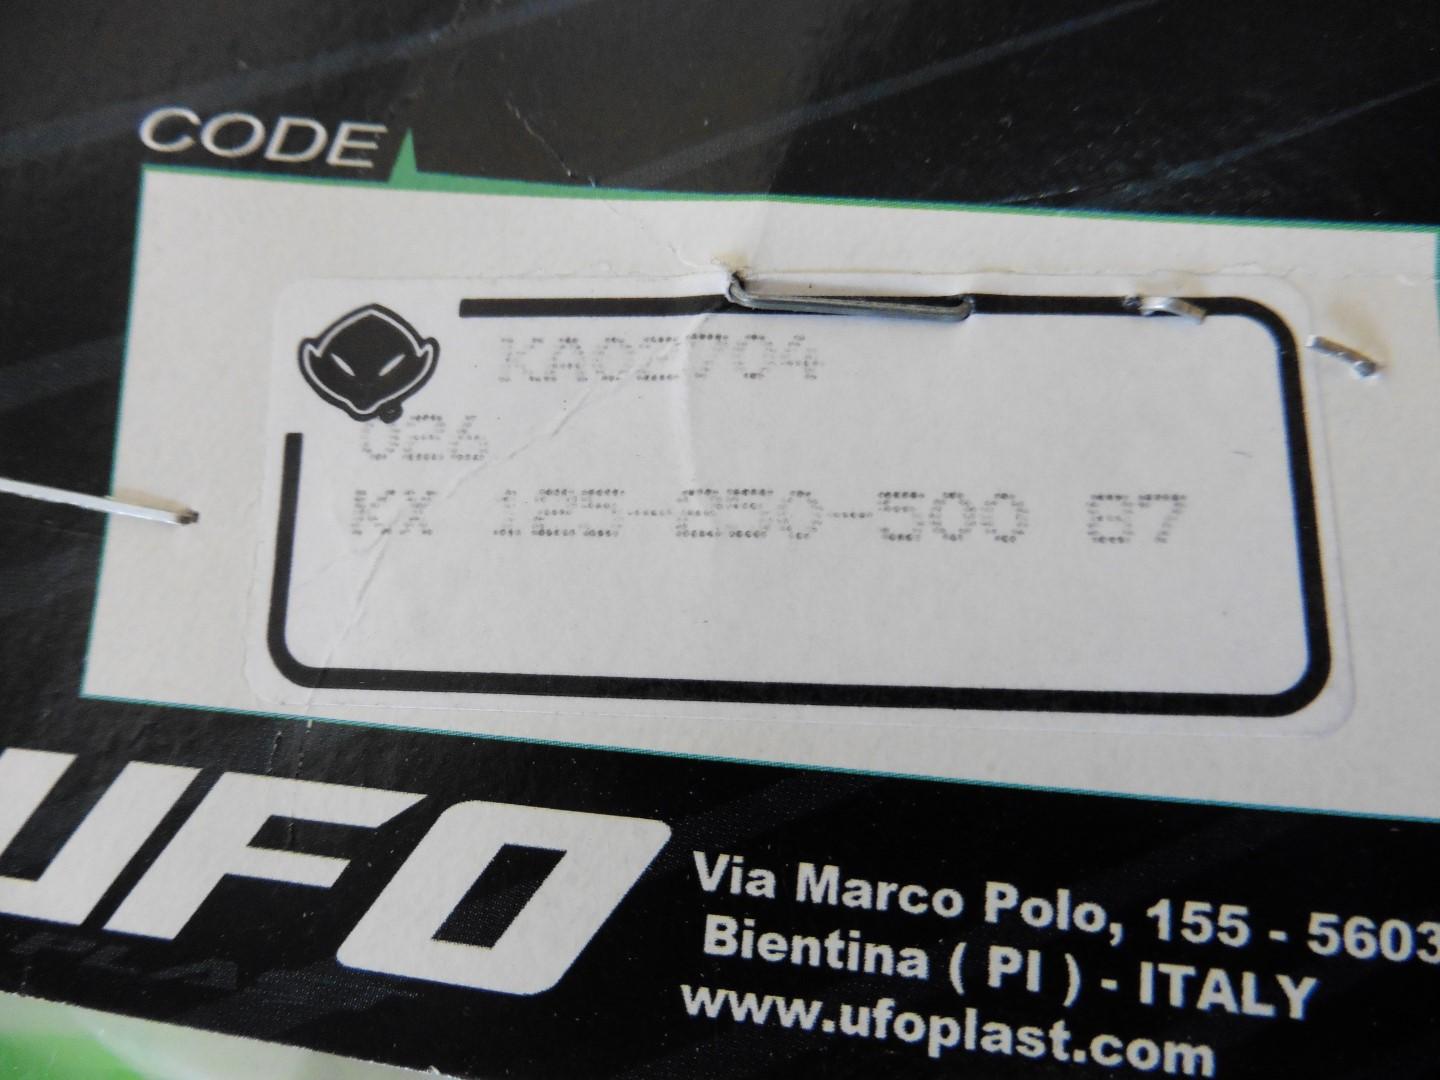 CODE
026
KX 125-250-500 87
UFO
Via Marco Polo, 155 - 5603
Bientina ( PI ) - ITALY
www.ufoplast.com